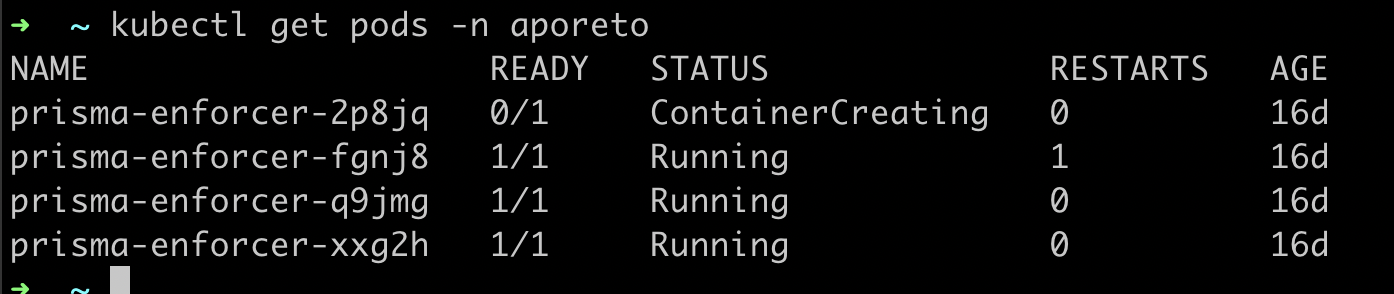 ➜  ~ kubectl get pods -n aporeto
NAME                    READY   STATUS              RESTARTS   AGE
prisma-enforcer-2p8jq   0/1     ContainerCreating   0          16d
prisma-enforcer-fgnj8   1/1     Running             1          16d
prisma-enforcer-q9jmg   1/1     Running             0          16d
prisma-enforcer-xxg2h   1/1     Running             0          16d
➜  ~